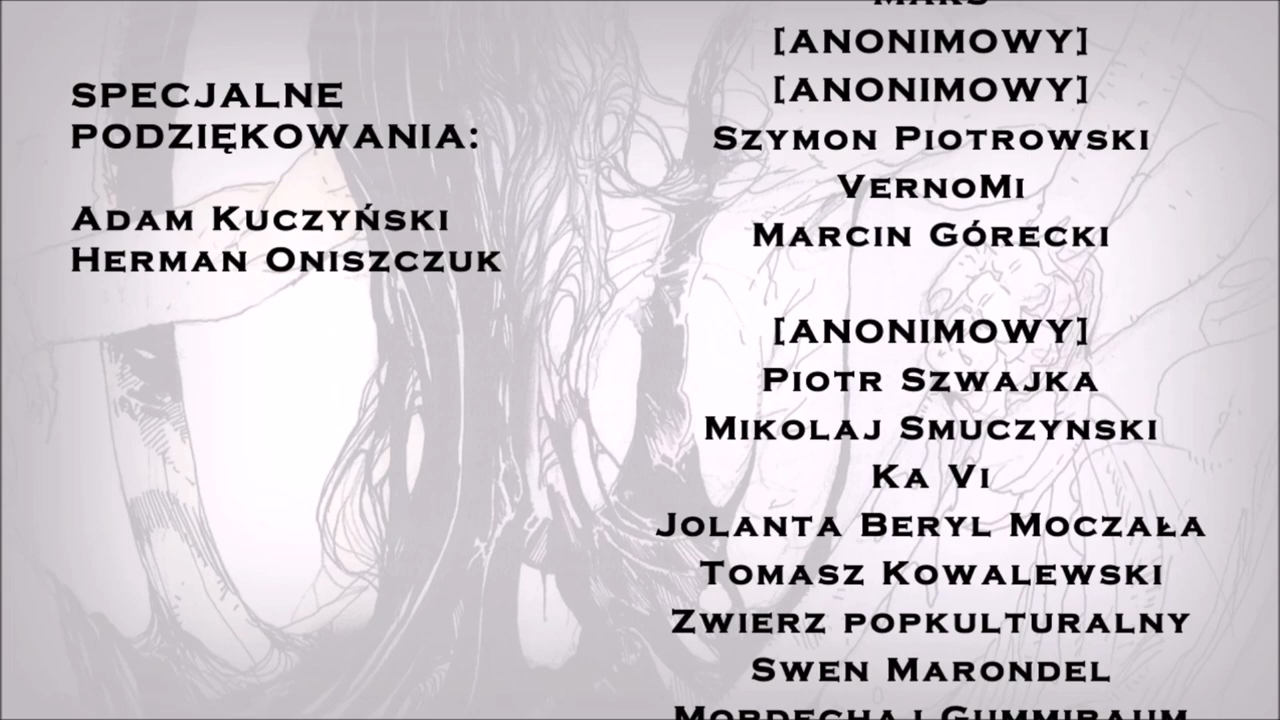 SPECJALNE
PODZIĘKOWANIA:
ADAM KUCZYŃSKI
HERMAN ONISZCZUK
[ANONIMOWY]
[ANONIMOWY]
SZYMON PIOTROWSKI
VERNOMI
MARCIN GÓRECKI
[ANONIMOWY]
PIOTR SZWAJKA
MIKOLAJ SMUCZYNSKI
KA VI
JOLANTA BERYL MOCZAŁA
TOMASZ KOWALEWSKI
ZWIERZ POPKULTURALNY
SWEN MARONDEL